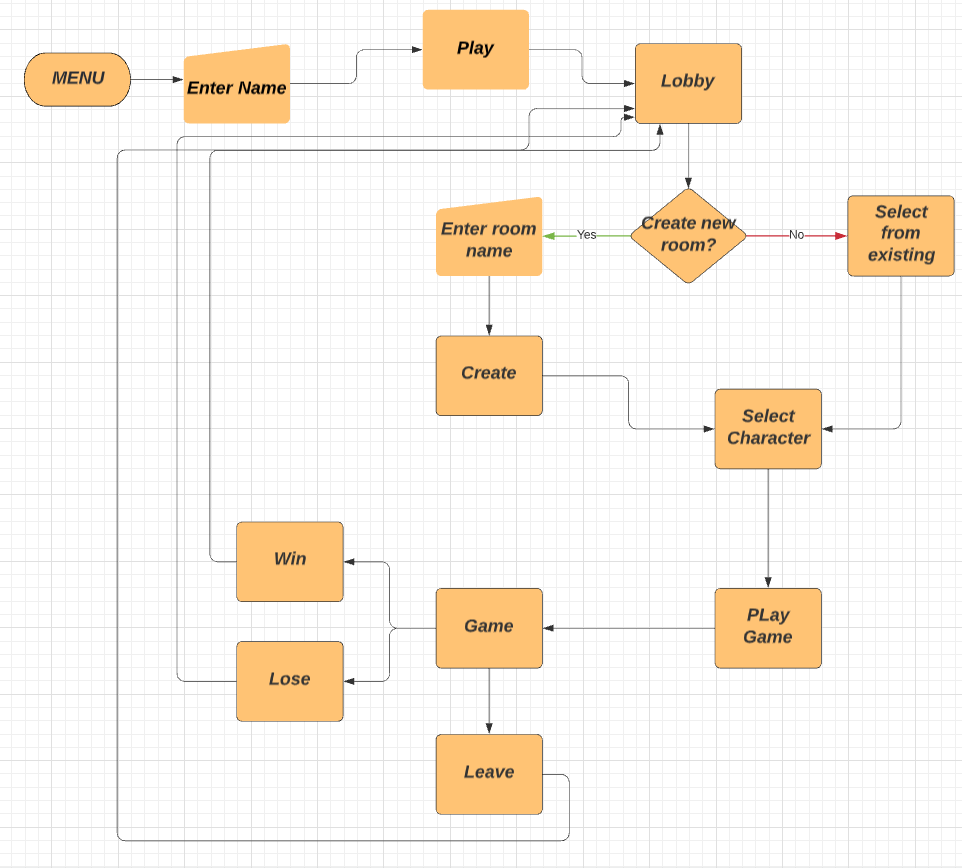 MENU
Enter Name
Play
Lobby
Create new
room?
Yes
No
Enter room
name
Select
from
existing
Create
Select
Character
Win
Game
PLay
Game
Lose
Leave